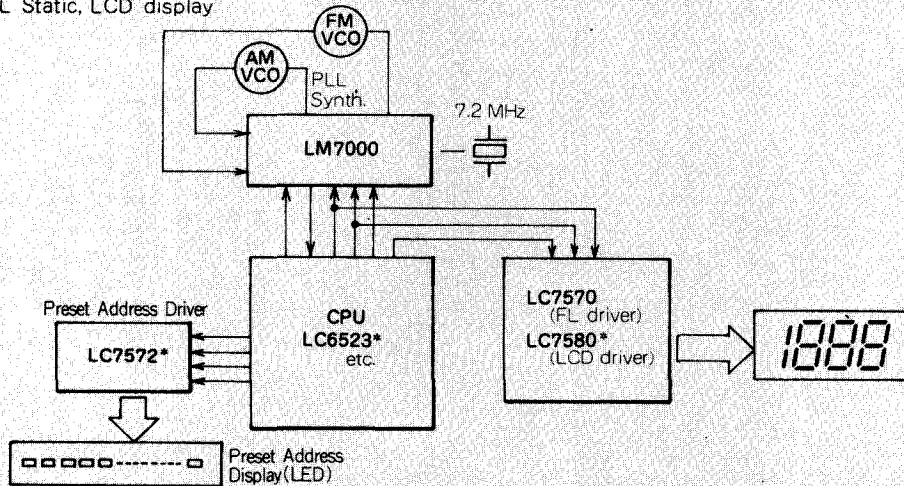 L Static, LCD display
FM
VCO
AM
VCO
PLL
Synth.
7.2 MHz
LM7000
Preset Address Driver
LC7572*
CPU
LC6523*
etc.
LC7570
(FL driver)
LC7580*
(LCD driver)
1888
Preset Address
Display(LED)